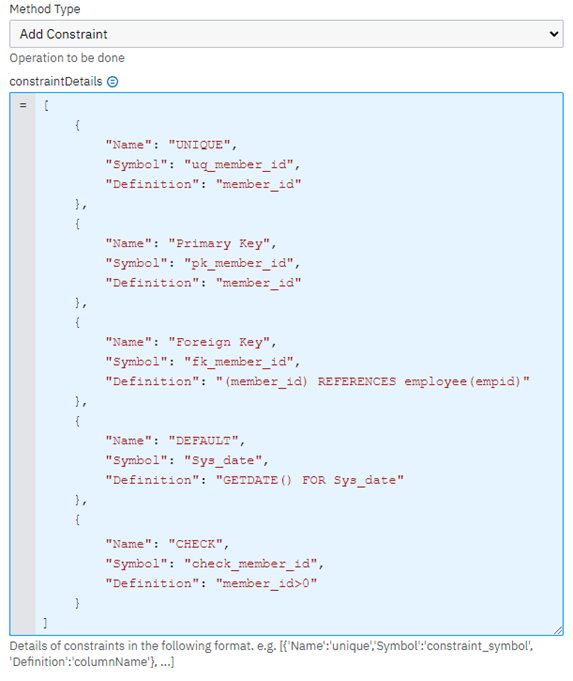 Method Type
Add Constraint
Operation to be done
constraintDetails
= [
{
"Name": "UNIQUE",
"Symbol": "uq_member_id",
"Definition": "member_id"
},
{
"Name": "Primary Key",
"Symbol": "pk_member_id",
"Definition": "member_id"
},
{
"Name": "Foreign Key",
"Symbol": "fk_member_id",
"Definition": "(member_id) REFERENCES employee(empid)"
},
{
"Name": "DEFAULT",
"Symbol": "Sys_date",
"Definition": "GETDATE() FOR Sys_date"
},
{
"Name": "CHECK",
"Symbol": "check_member_id",
"Definition": "member_id>0"
}
]
Details of constraints in the following format. e.g. [{'Name':'unique','Symbol':'constraint_symbol',
'Definition':'columnName'}, ...]